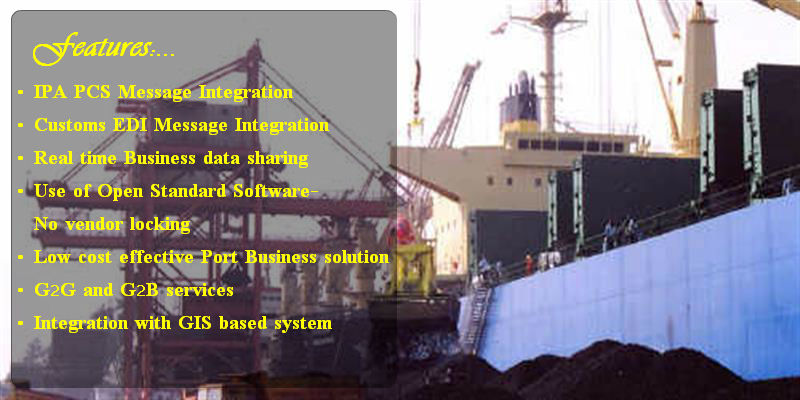 Features:...
• IPA PCS Message Integration
• Customs EDI Message Integration
• Real time Business data sharing
• Use of Open Standard Software-
No vendor locking
• Low cost effective Port Business solution
• G2G and G2B services
• Integration with GIS based system